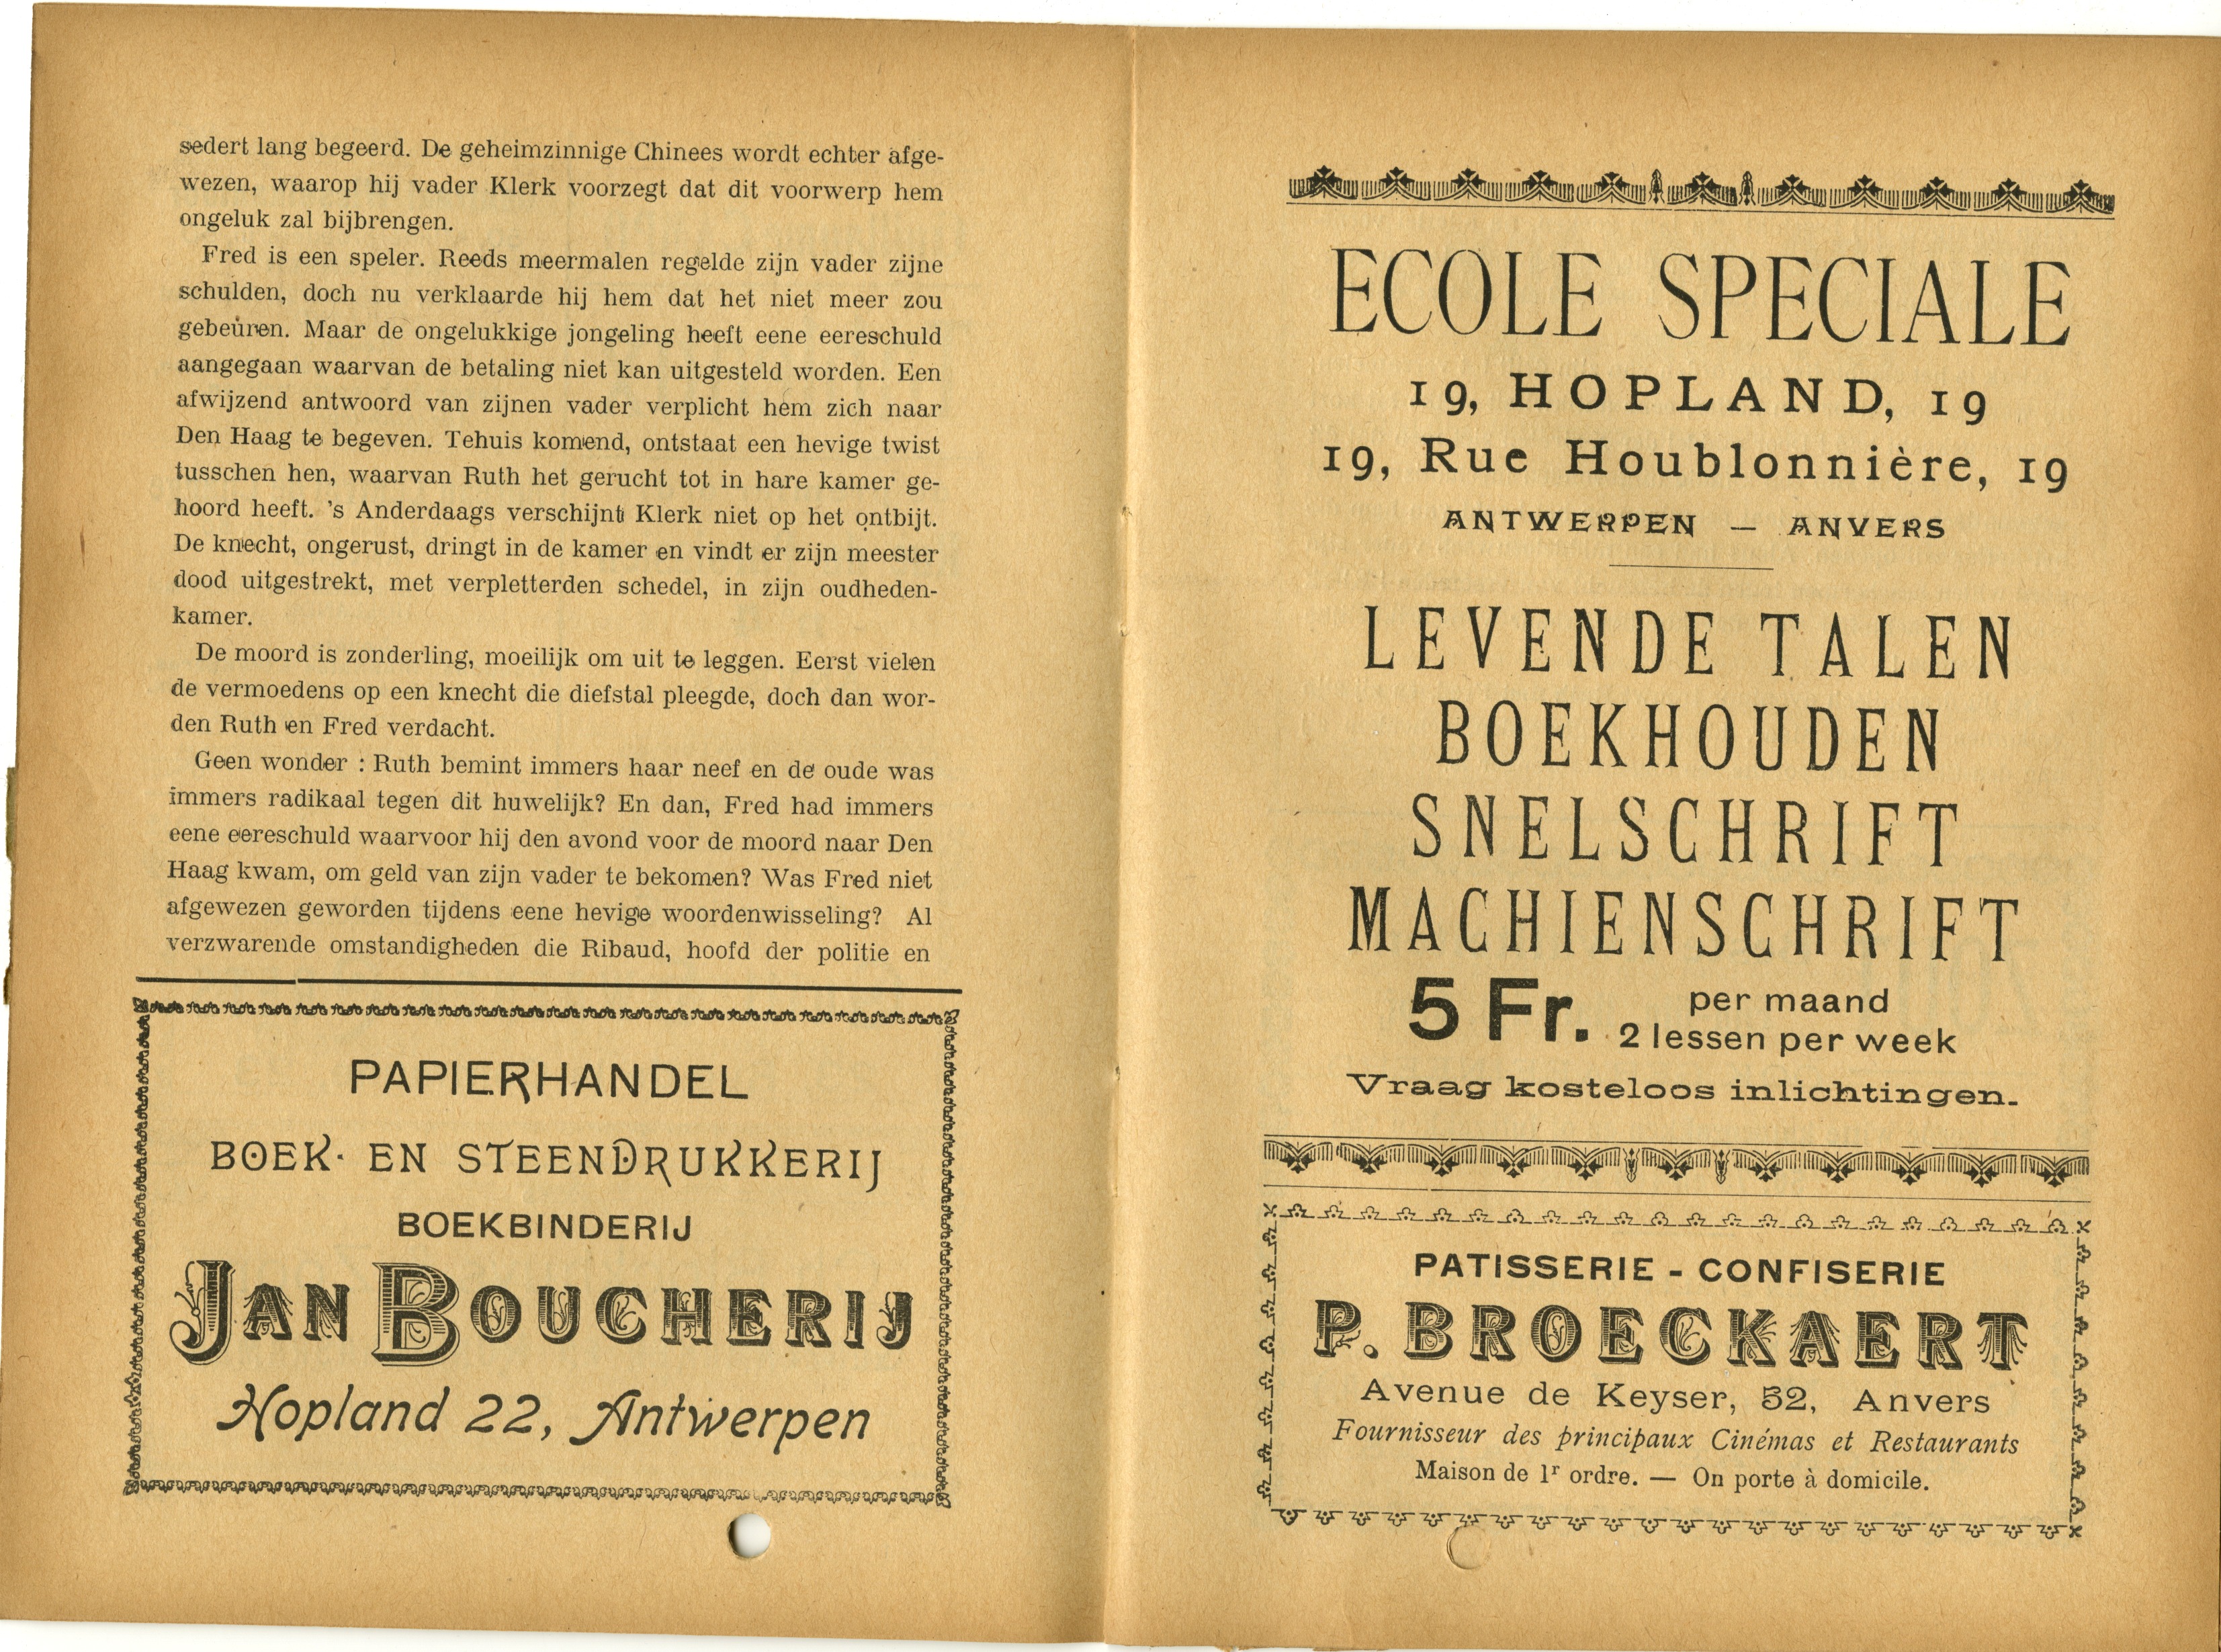 sedert lang begeerd. De geheimzinnige Chinees wordt echter afge-
wezen, waarop hij vader Klerk voorzegt dat dit voorwerp hem
ongeluk zal bijbrengen.
Fred is een speler. Reeds meermalen regelde zijn vader zijne
schulden, doch nu verklaarde hij hem dat het niet meer zou
gebeuren. Maar de ongelukkige jongeling heeft eene eereschuld
aangegaan waarvan de betaling niet kan uitgesteld worden. Een
afwijzend antwoord van zijnen vader verplicht hem zich naar
Den Haag te begeven. Tehuis komend, ontstaat een hevige twist
tusschen hen, waarvan Ruth het gerucht tot in hare kamer ge-
hoord heeft. 's Anderdaags verschijnt Klerk niet op het ontbijt.
De knecht, ongerust, dringt in de kamer en vindt er zijn meester
dood uitgestrekt, met verpletterden schedel, in zijn oudheden-
kamer.
De moord is zonderling, moeilijk om uit te leggen. Eerst vielen
de vermoedens op een knecht die diefstal pleegde, doch dan wor-
den Ruth en Fred verdacht.
Geen wonder : Ruth bemint immers haar neef en de oude was
immers radikaal tegen dit huwelijk? En dan, Fred had immers
eene eereschuld waarvoor hij den avond voor de moord naar Den
Haag kwam, om geld van zijn vader te bekomen? Was Fred niet
afgewezen geworden tijdens eene hevige woordenwisseling? Al
verzwarende omstandigheden die Ribaud, hoofd der politie en
PAPIERHANDEL
BOEK- EN STEENDRUKKERIJ
BOEKBINDERIJ
JAN BOUCHERIJ
Hopland 22, Antwerpen
ECOLE SPECIALE
19, HOPLAND, 19
19, Rue Houblonnière, 19
ANTWERPEN — ANVERS
LEVENDE TALEN
BOEKHOUDEN
SNELSCHRIFT
MACHIENSCHRIFT
5 Fr. per maand
2 lessen per week
Vraag kosteloos inlichtingen.
PATISSERIE - CONFISERIE
P. BROECKAERT
Avenue de Keyser, 52, Anvers
Fournisseur des principaux Cinémas et Restaurants
Maison de 1r ordre. — On porte à domicile.